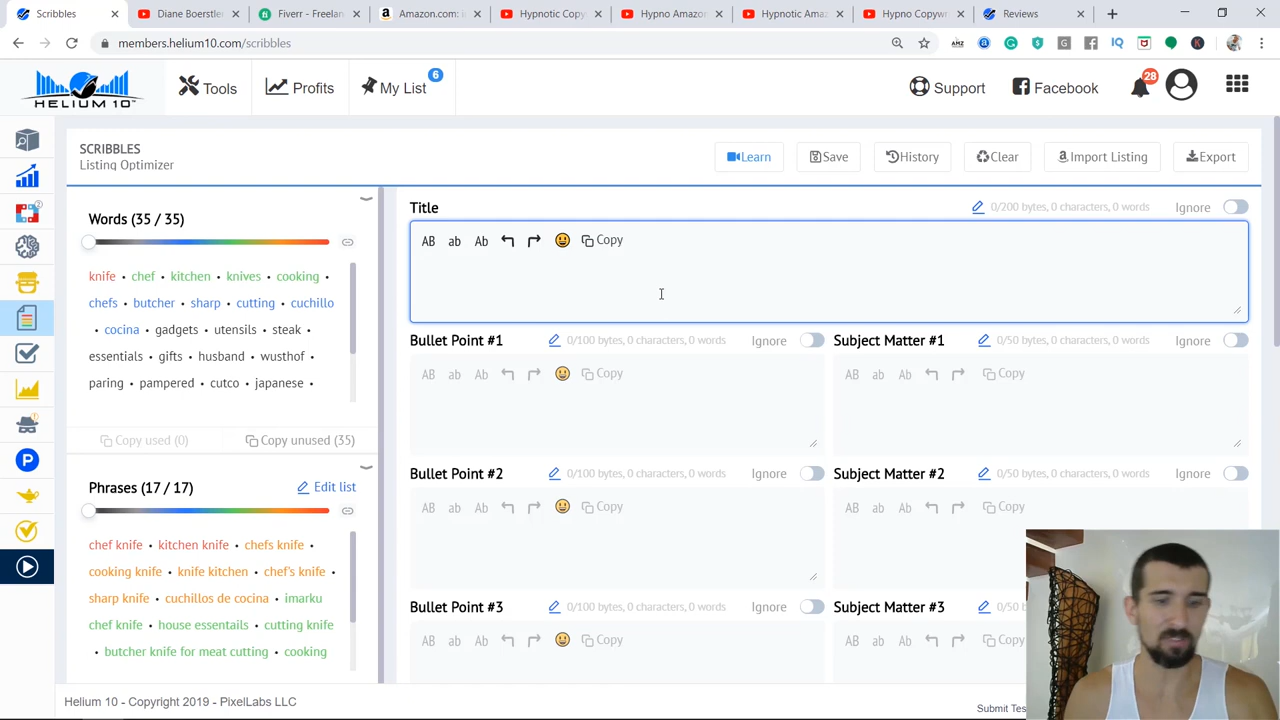 Scribbles
Diane Boerstler
Fiverr - Freelan
Amazon.com:
Hypnotic Copy
Hypno Amazo
Hypnotic Amaz
Hypno Copywr
Reviews
members.helium10.com/scribbles
HELIUM 10
Tools
Profits
My List
6
Support
Facebook
28
SCRIBBLES
Listing Optimizer
Learn
Save
History
Clear
Import Listing
Export
Words (35 / 35)
knife • chef • kitchen • knives • cooking •
chefs • butcher • sharp • cutting • cuchillo
• cocina • gadgets • utensils • steak •
essentials • gifts • husband • wusthof •
paring • pampered • cutco • japanese •
Copy used (0)
Copy unused (35)
Phrases (17 / 17)
Edit list
chef knife • kitchen knife • chefs knife •
cooking knife • knife kitchen • chef's knife •
sharp knife • cuchillos de cocina • imarku
chef knife • house essentails • cutting knife
• butcher knife for meat cutting • cooking
Title
0/200 bytes, 0 characters, 0 words
Ignore
AB ab Ab Copy
Bullet Point #1
0/100 bytes, 0 characters, 0 words
Ignore
AB ab Ab Copy
Subject Matter #1
0/50 bytes, 0 characters, 0 words
Ignore
AB ab Ab Copy
Bullet Point #2
0/100 bytes, 0 characters, 0 words
Ignore
AB ab Ab Copy
Subject Matter #2
0/50 bytes, 0 characters, 0 words
Ignore
AB ab Ab Copy
Bullet Point #3
0/100 bytes, 0 characters, 0 words
Ignore
AB ab Ab Copy
Subject Matter #3
0/50 bytes, 0 characters, 0 words
Ignore
AB ab Ab Copy
Helium 10 - Copyright 2019 - PixelLabs LLC
Submit Tes